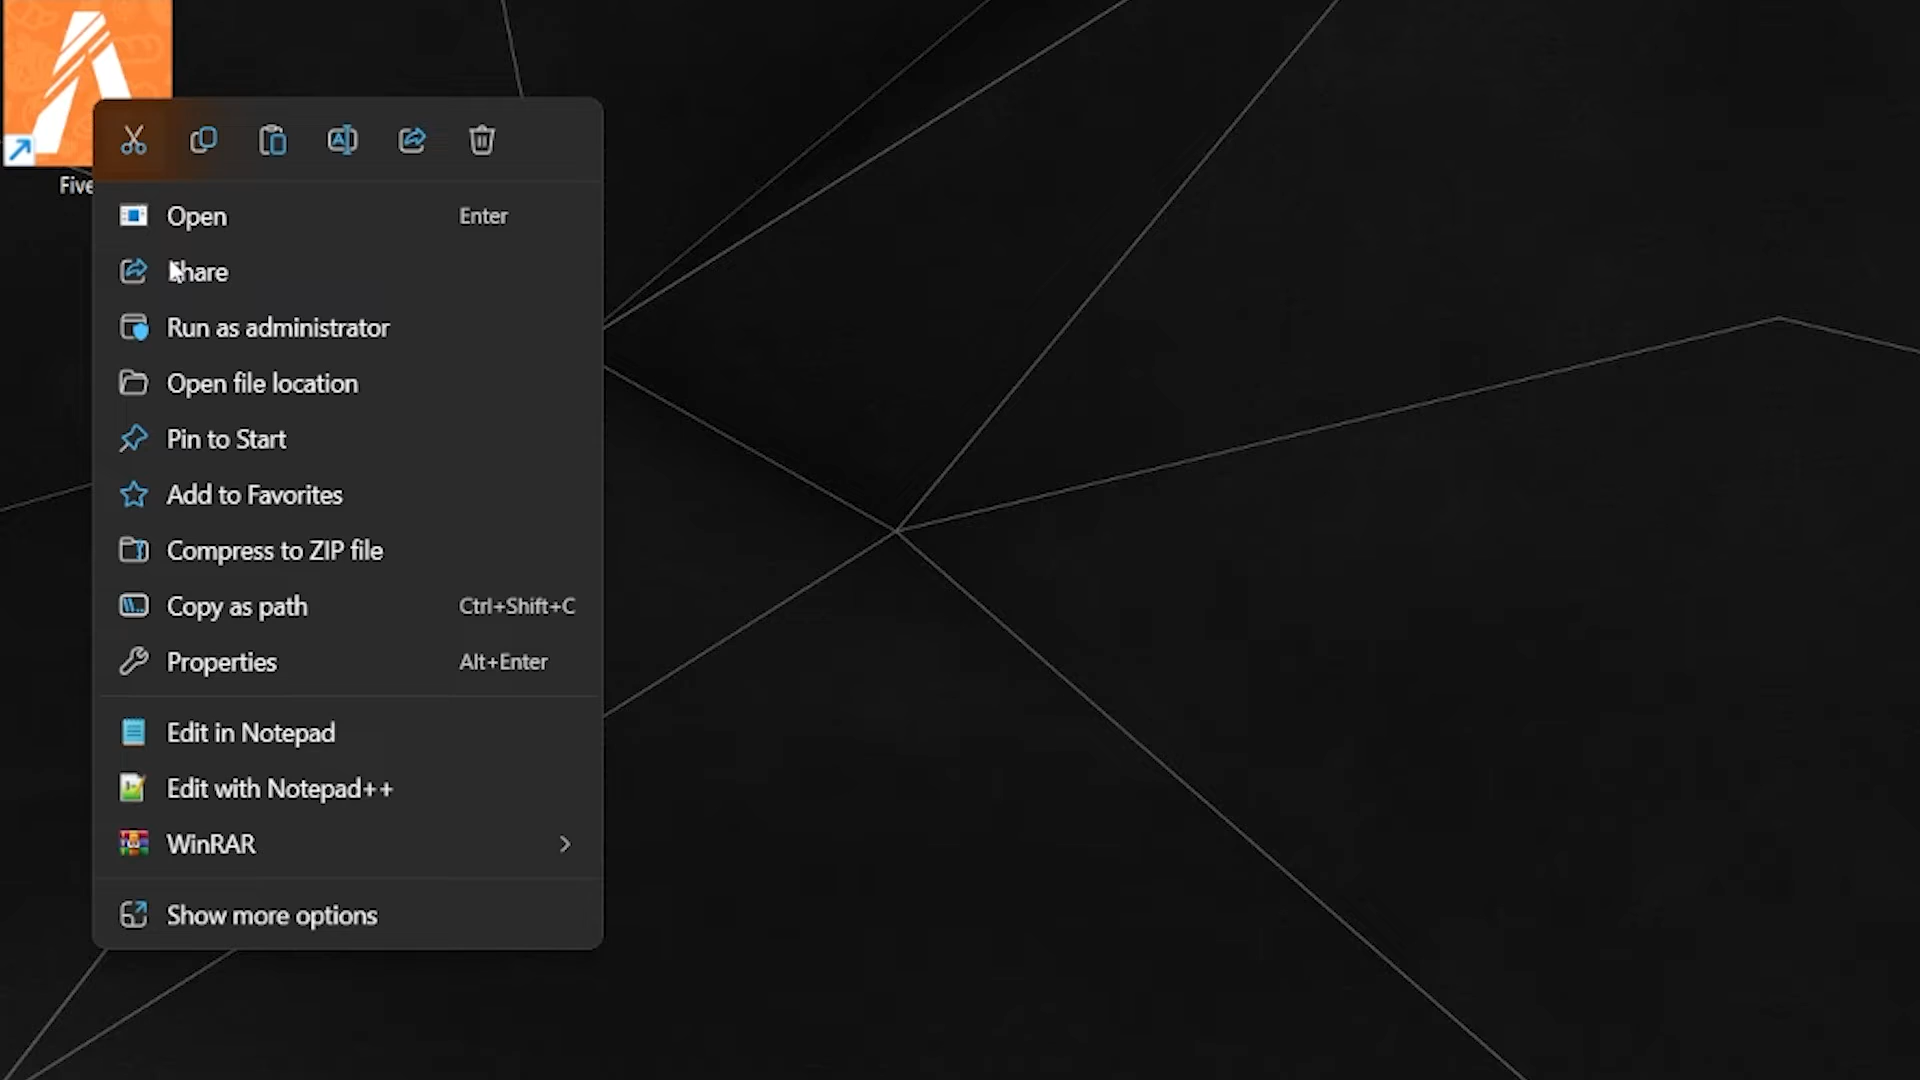 Five
Open Enter
Share
Run as administrator
Open file location
Pin to Start
Add to Favorites
Compress to ZIP file
Copy as path Ctrl+Shift+C
Properties Alt+Enter
Edit in Notepad
Edit with Notepad++
WinRAR
Show more options